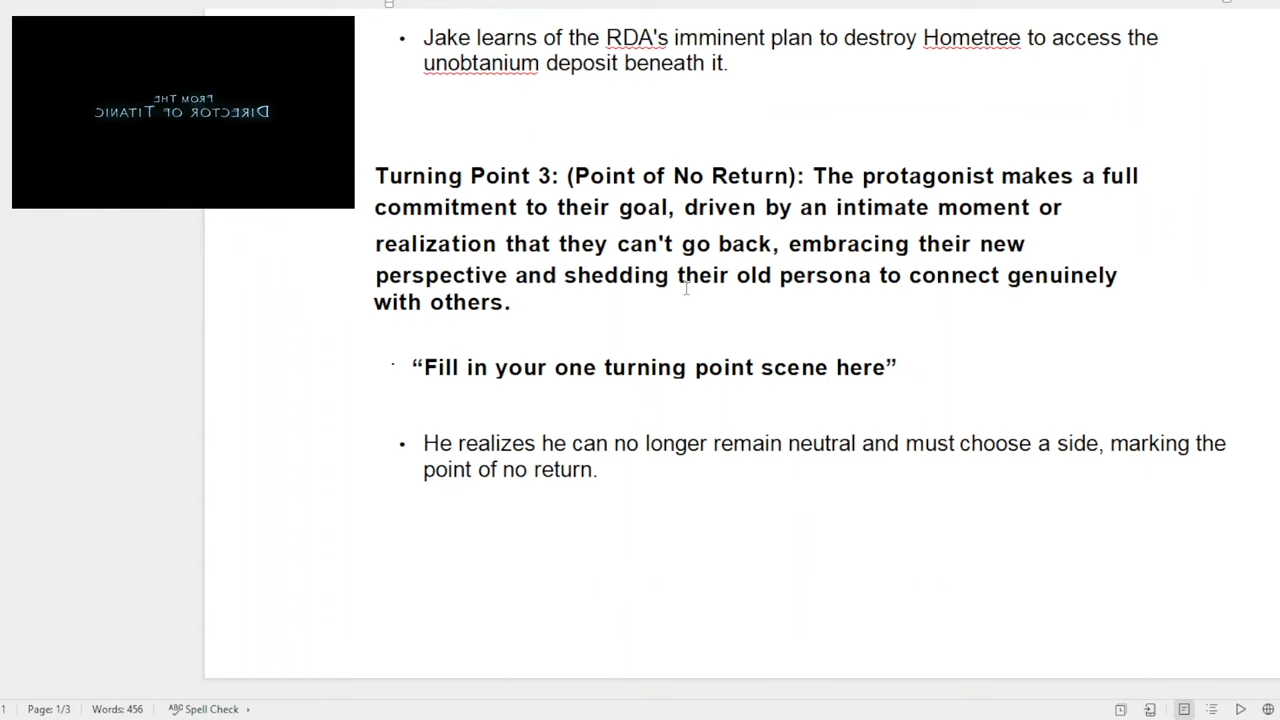 Jake learns of the RDA's imminent plan to destroy Hometree to access the
unobtanium deposit beneath it.
FROM THE
DIRECTOR OF TITANIC
Turning Point 3: (Point of No Return): The protagonist makes a full
commitment to their goal, driven by an intimate moment or
realization that they can't go back, embracing their new
perspective and shedding their old persona to connect genuinely
with others.
“Fill in your one turning point scene here”
He realizes he can no longer remain neutral and must choose a side, marking the
point of no return.
1 Page: 1/3 Words: 456 ABC Spell Check